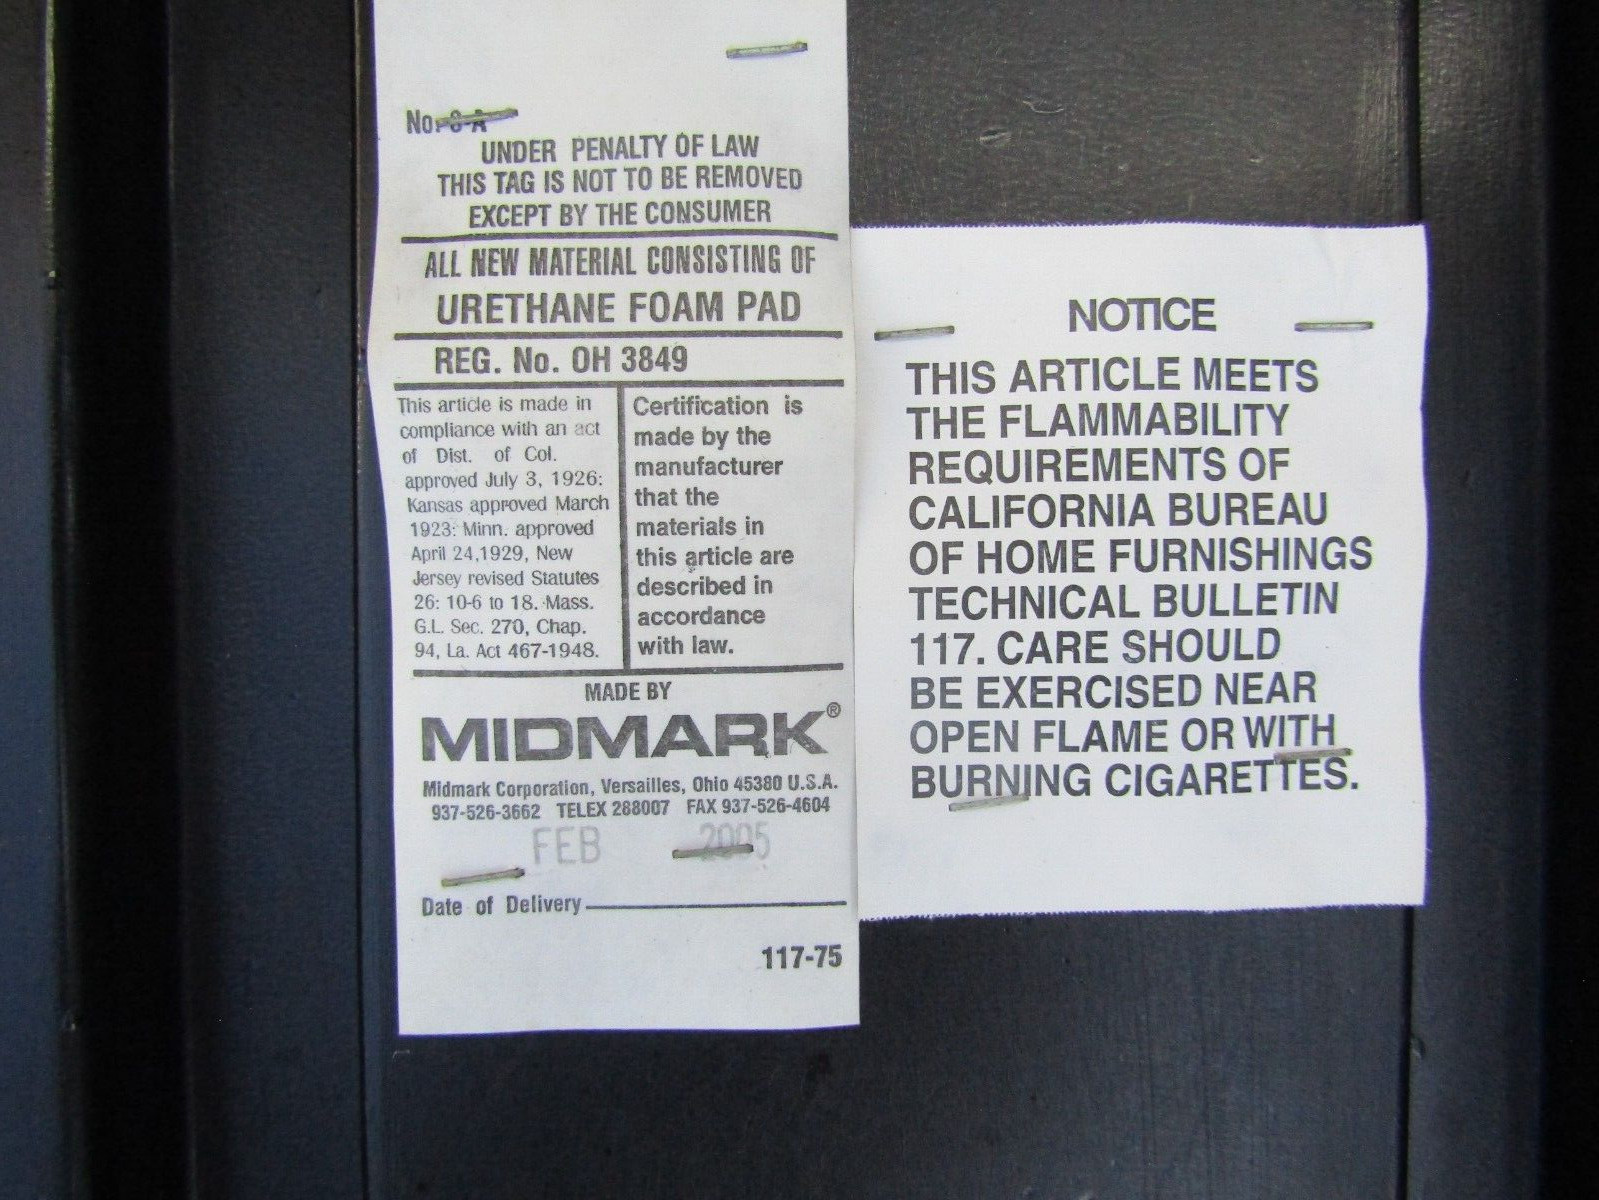 No.
UNDER PENALTY OF LAW
THIS TAG IS NOT TO BE REMOVED
EXCEPT BY THE CONSUMER
ALL NEW MATERIAL CONSISTING OF
URETHANE FOAM PAD
REG. No. OH 3849
This article is made in
compliance with an act
of Dist. of Col.
approved July 3, 1926:
Kansas approved March
1923: Minn. approved
April 24,1929, New
Jersey revised Statutes
26: 10-6 to 18. Mass.
G.L. Sec. 270, Chap.
94, La. Act 467-1948.
Certification is
made by the
manufacturer
that the
materials in
this article are
described in
accordance
with law.
MADE BY
MIDMARK®
Midmark Corporation, Versailles, Ohio 45380 U.S.A.
937-526-3662 TELEX 288007 FAX 937-526-4604
FEB 2005
Date of Delivery
117-75
NOTICE
THIS ARTICLE MEETS
THE FLAMMABILITY
REQUIREMENTS OF
CALIFORNIA BUREAU
OF HOME FURNISHINGS
TECHNICAL BULLETIN
117. CARE SHOULD
BE EXERCISED NEAR
OPEN FLAME OR WITH
BURNING CIGARETTES.